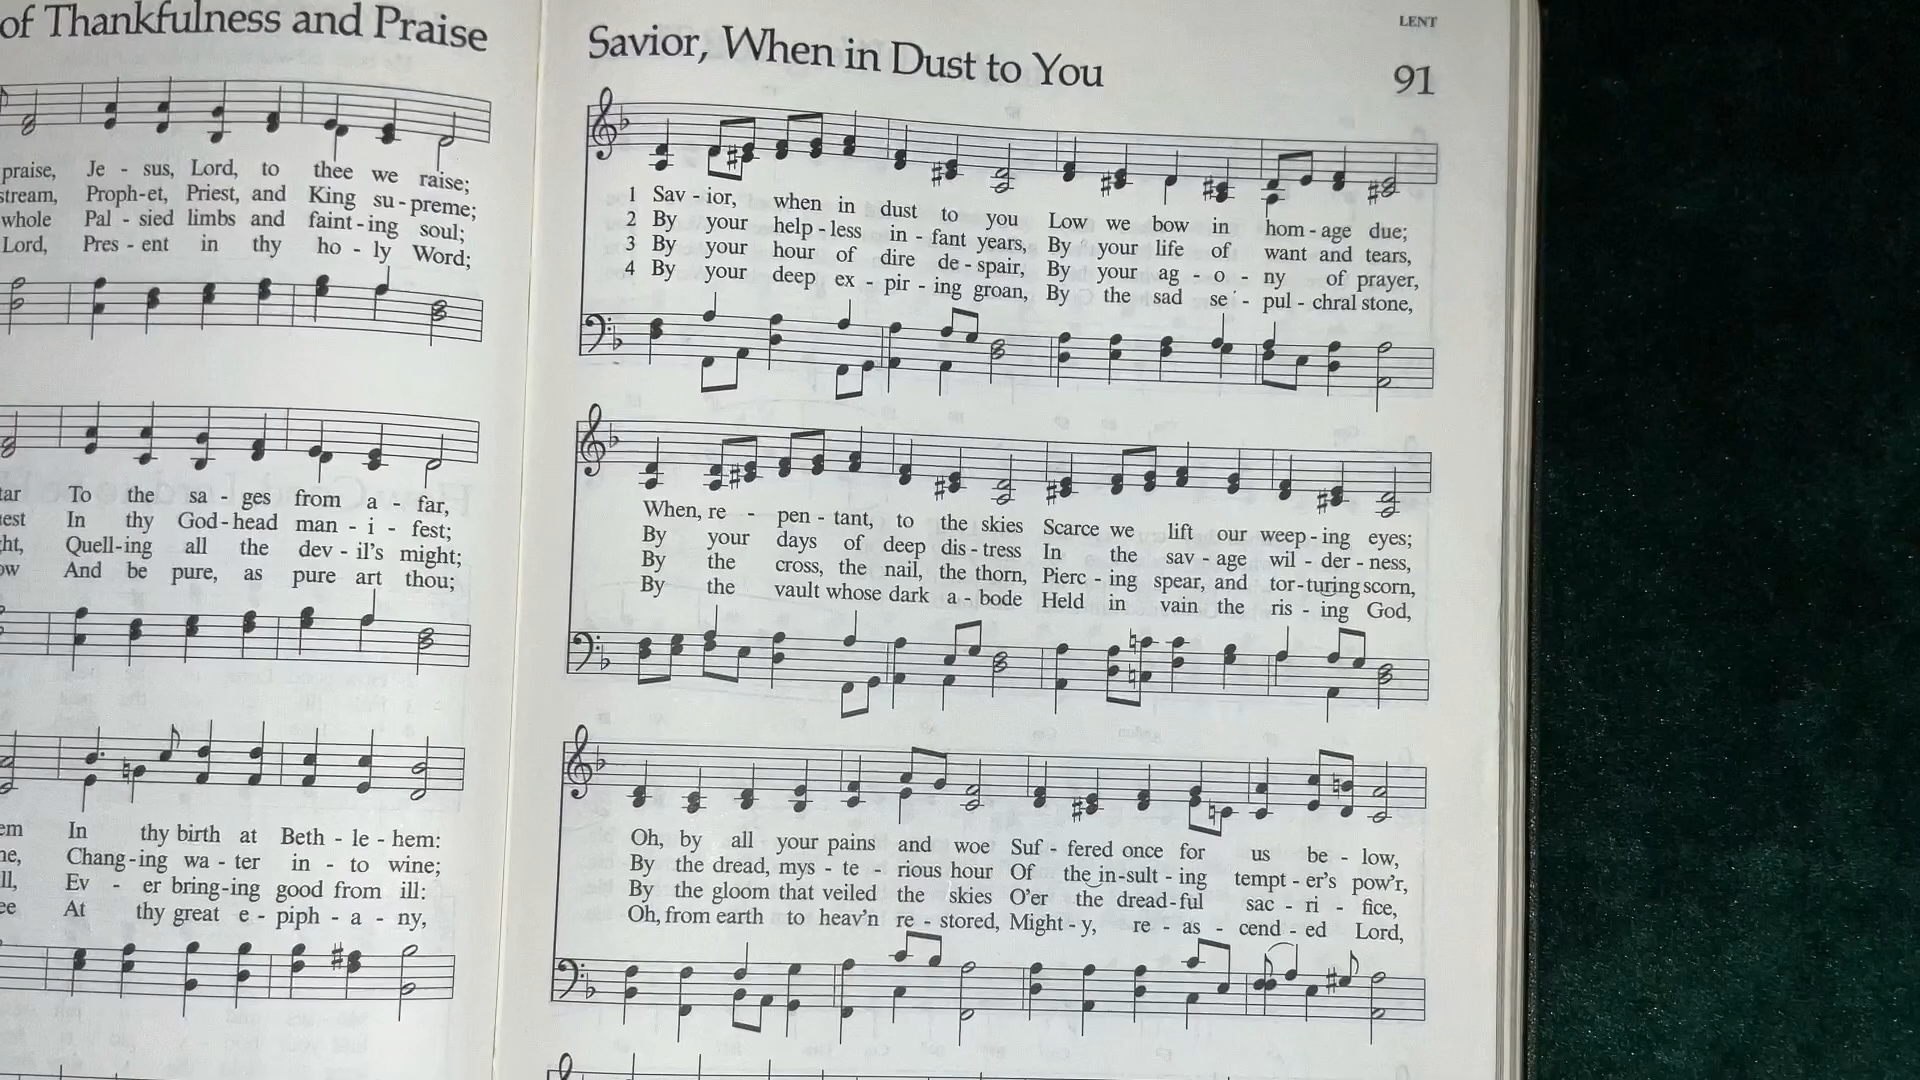 of Thankfulness and Praise
praise, Je - sus, Lord, to thee we raise;
stream, Proph-et, Priest, and King su - preme;
whole Pal - sied limbs and faint - ing soul;
Lord, Pres - ent in thy ho - ly Word;
To the sa - ges from a - far,
In thy God - head man - i - fest;
Quell-ing all the dev - il's might;
And be pure, as pure art thou;
In thy birth at Beth - le - hem:
Chang-ing wa - ter in - to wine;
Ev - er bring-ing good from ill:
At thy great e - piph - a - ny,
LENT
Savior, When in Dust to You
91
1 Sav - ior, when in dust to you Low we bow in hom - age due;
2 By your help - less in - fant years, By your life of want and tears,
3 By your hour of dire de - spair, By your ag - o - ny of prayer,
4 By your deep ex - pir - ing groan, By the sad se - pul - chral stone,
When, re - pen - tant, to the skies Scarce we lift our weep - ing eyes;
By your days of deep dis - tress In the sav - age wil - der - ness,
By the cross, the nail, the thorn, Pierc - ing spear, and tor - turing scorn,
By the vault whose dark a - bode Held in vain the ris - ing God,
Oh, by all your pains and woe Suf - fered once for us be - low,
By the dread, mys - te - rious hour Of the in-sult - ing tempt - er's pow'r,
By the gloom that veiled the skies O'er the dread-ful sac - ri - fice,
Oh, from earth to heav'n re - stored, Might - y, re - as - cend - ed Lord,